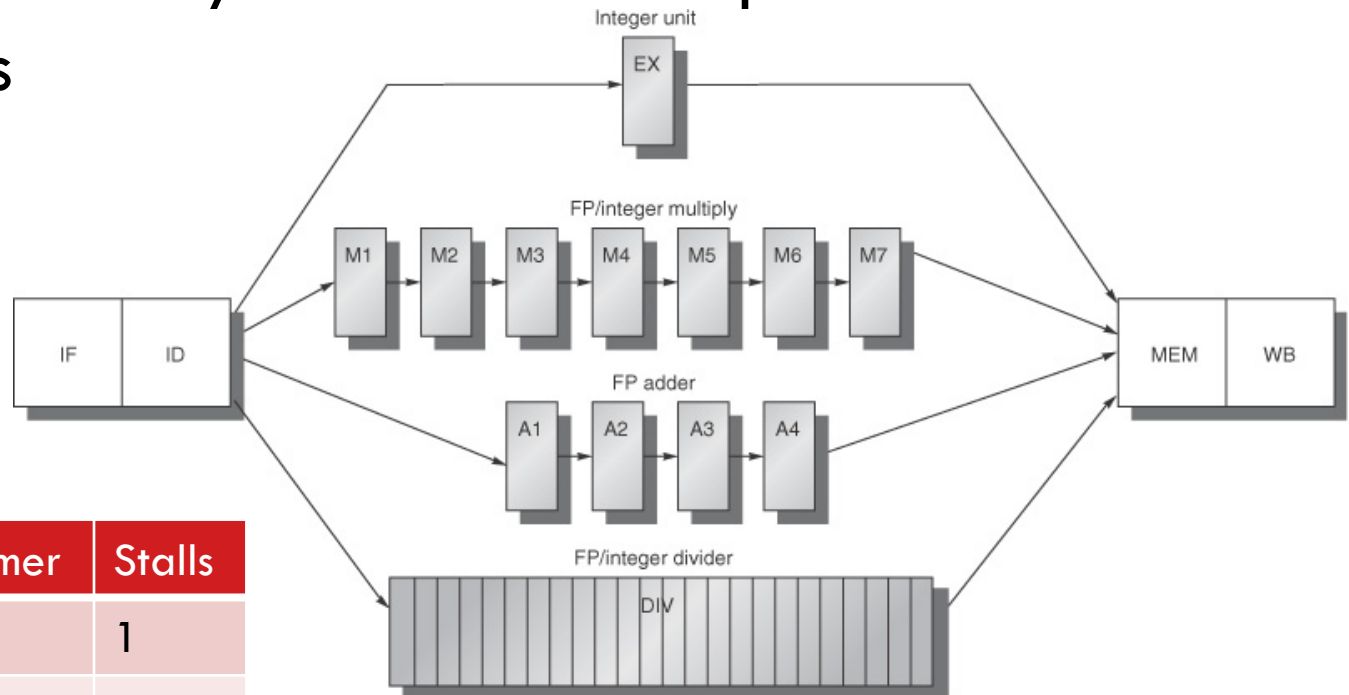 s
Integer unit
EX
FP/integer multiply
M1 M2 M3 M4 M5 M6 M7
IF ID
MEM WB
FP adder
A1 A2 A3 A4
mer Stalls
1
FP/integer divider
DIV